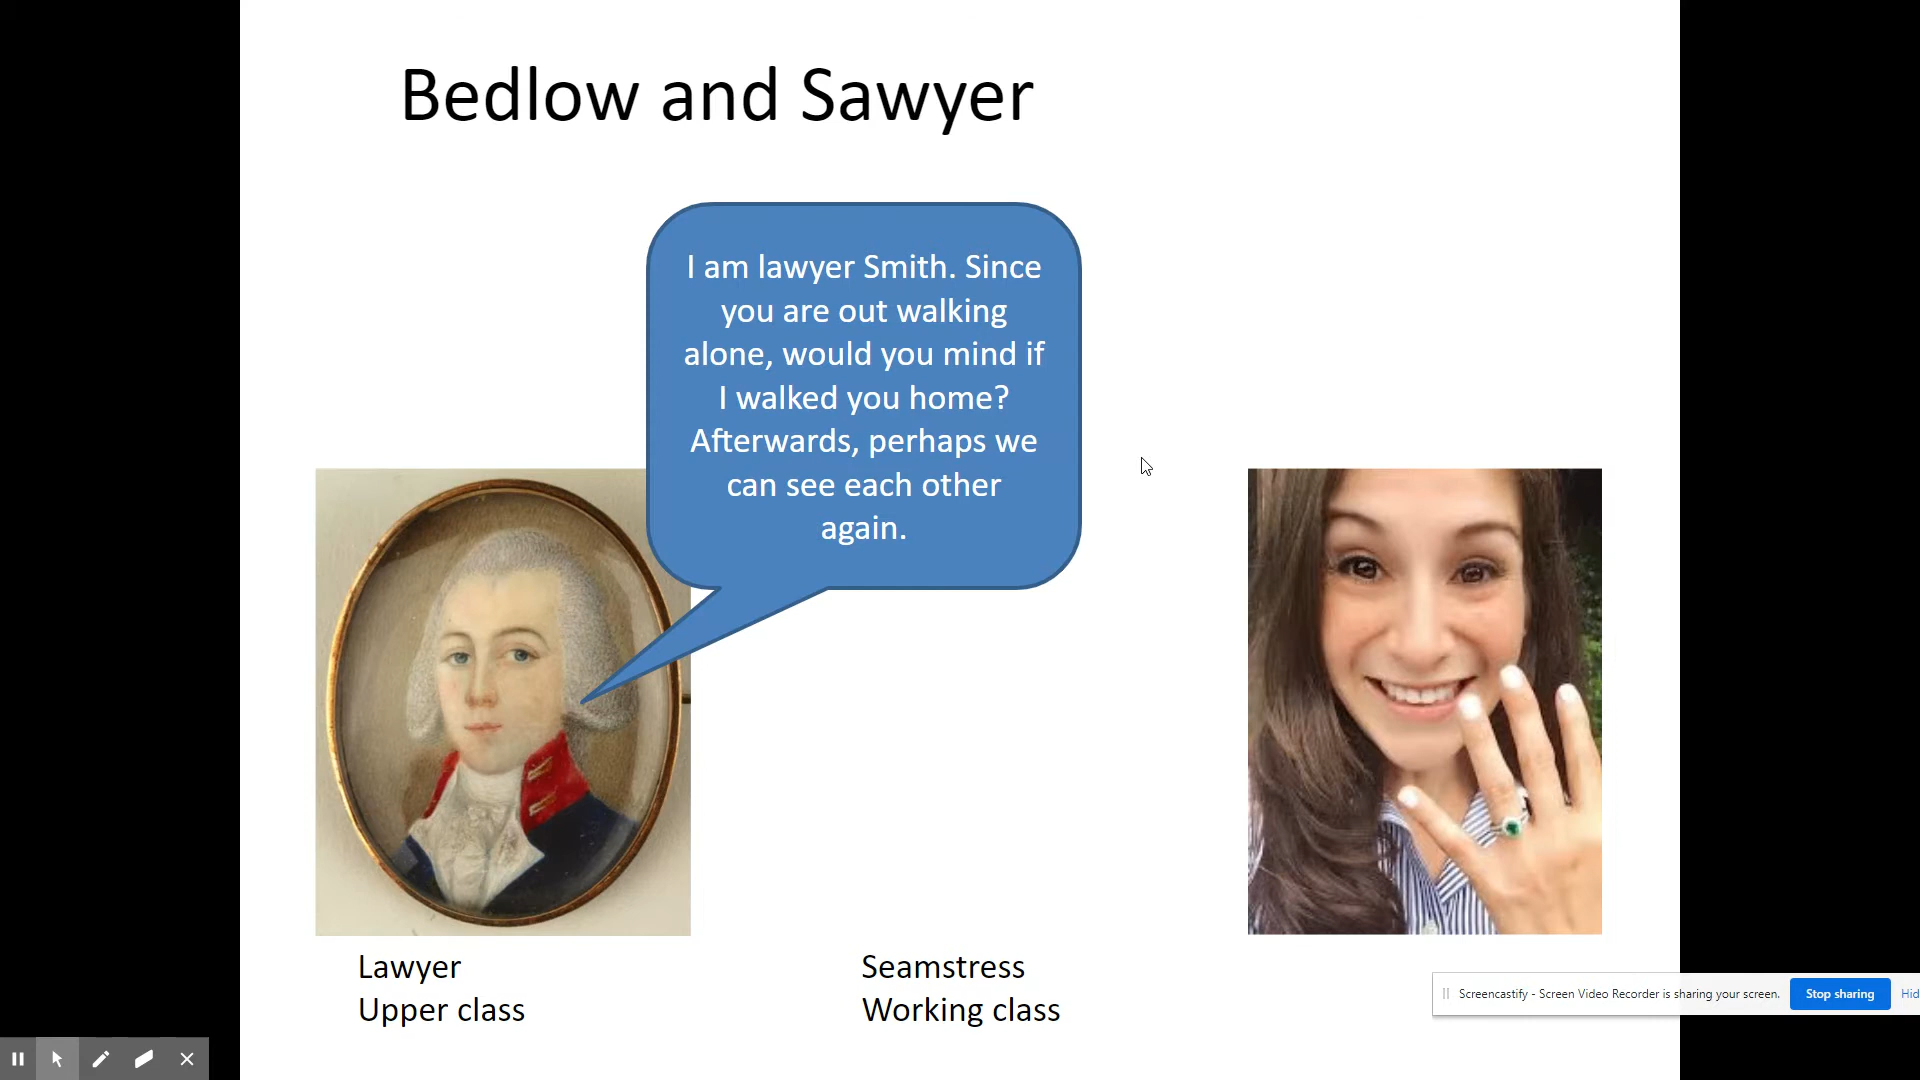 Bedlow and Sawyer
I am lawyer Smith. Since
you are out walking
alone, would you mind if
I walked you home?
Afterwards, perhaps we
can see each other
again.
Lawyer
Upper class
Seamstress
Working class
Screencastify - Screen Video Recorder is sharing your screen.
Stop sharing
Hid